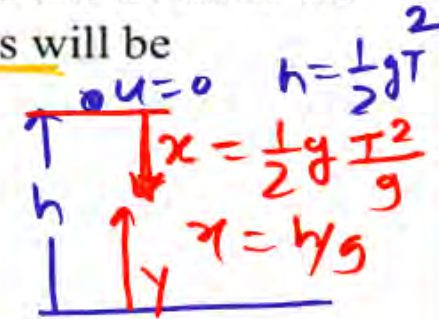 s will be
u=0 h=½gT²
x = ½g T²/9
h x = h/9
y